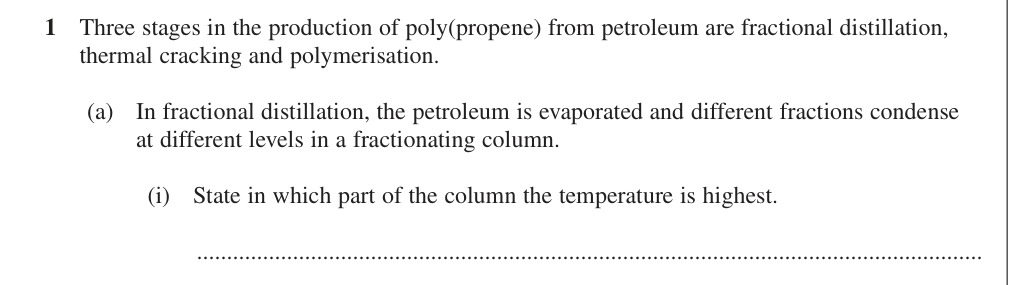 1 Three stages in the production of poly(propene) from petroleum are fractional distillation,
thermal cracking and polymerisation.
(a) In fractional distillation, the petroleum is evaporated and different fractions condense
at different levels in a fractionating column.
(i) State in which part of the column the temperature is highest.